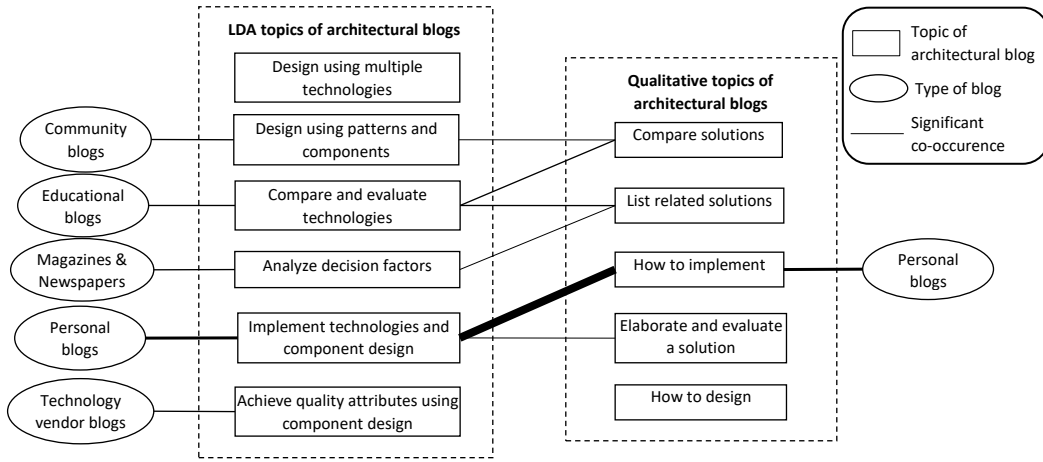 LDA topics of architectural blogs
Design using multiple
technologies
Design using patterns and
components
Compare and evaluate
technologies
Analyze decision factors
Implement technologies and
component design
Achieve quality attributes using
component design
Community
blogs
Educational
blogs
Magazines &
Newspapers
Personal
blogs
Technology
vendor blogs
Qualitative topics of
architectural blogs
Compare solutions
List related solutions
How to implement
Elaborate and evaluate
a solution
How to design
Personal
blogs
Topic of
architectural blog
Type of blog
Significant
co-occurence